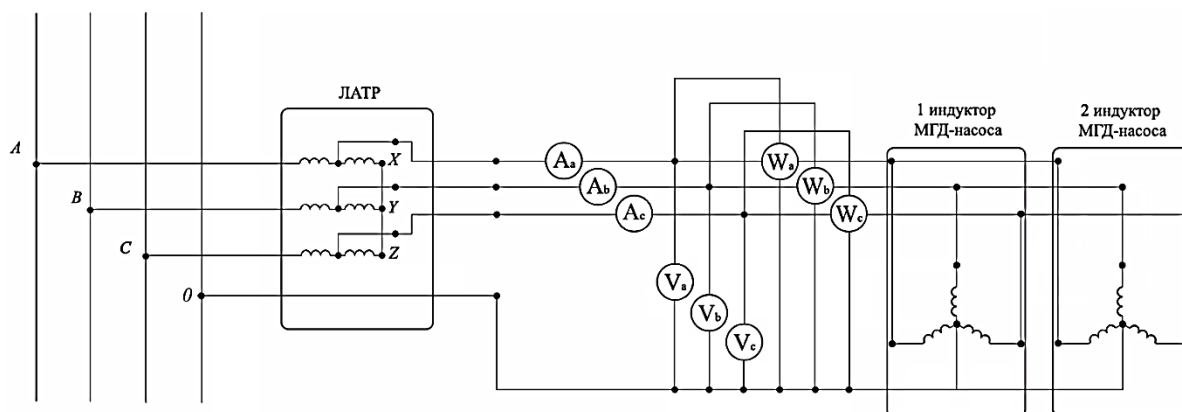 ЛАТР
1 индуктор
МГД-насоса
2 индуктор
МГД-насоса
A
X
Aa
Wa
B
Y
Ab
Wb
C
Z
Ac
Wc
0
Va
Vb
Vc